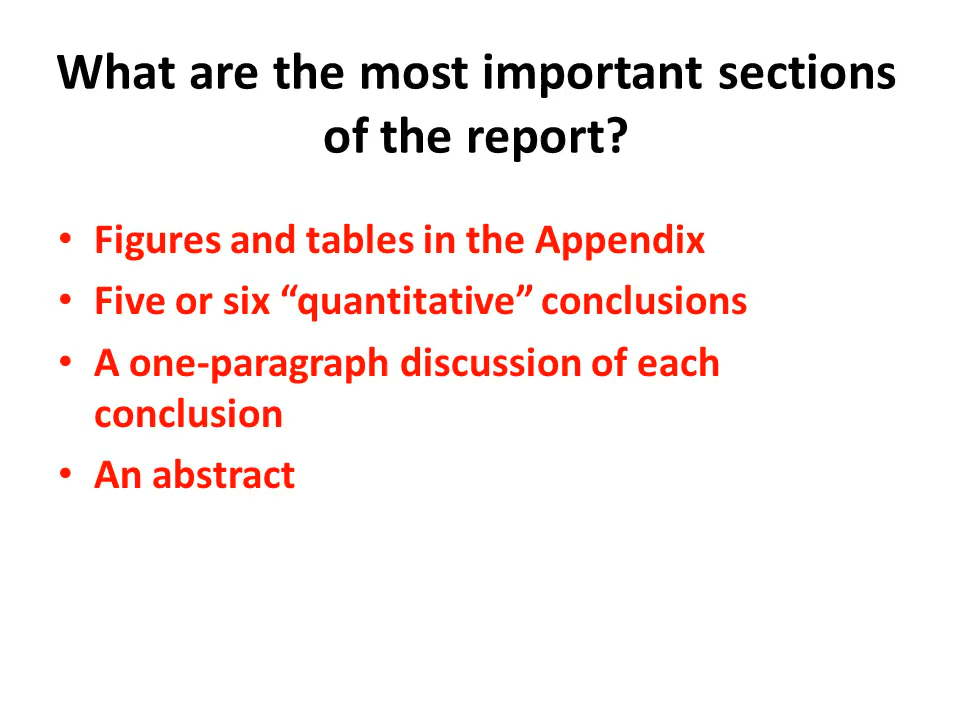 What are the most important sections
of the report?
• Figures and tables in the Appendix
• Five or six “quantitative” conclusions
• A one-paragraph discussion of each
conclusion
• An abstract